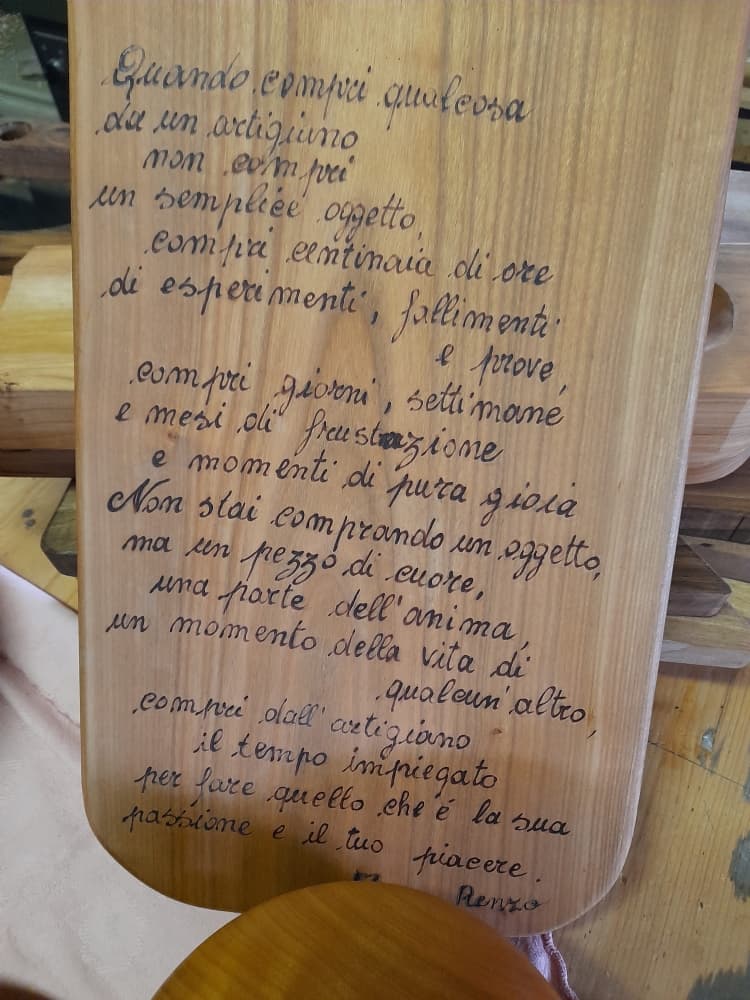 Quando compri qualcosa
da un artigiano
non compri
un semplice oggetto,
compri centinaia di ore
di esperimenti, fallimenti
e prove,
compri giorni, settimane
e mesi di frustrazione
e momenti di pura gioia
Non stai comprando un oggetto,
ma un pezzo di cuore,
una parte dell'anima,
un momento della vita di
qualcun'altro,
compri dall'artigiano
il tempo impiegato
per fare quello che é la sua
passione e il tuo piacere.
Renzo